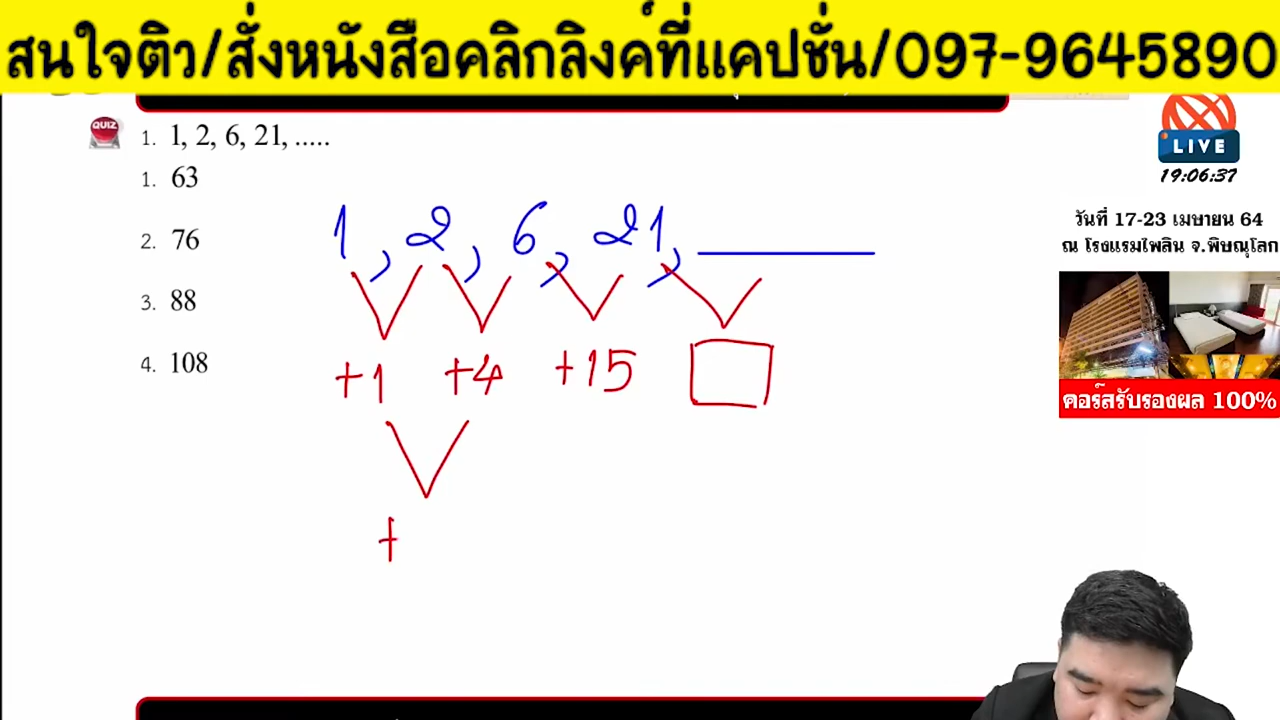 สนใจติว/สั่งหนังสือคลิกลิงค์ที่แคปชั่น/097-9645890
QUIZ
1. 1, 2, 6, 21, .....
1. 63
2. 76
3. 88
4. 108
1, 2, 6, 21,
+1 +4 +15
+
LIVE
19:06:37
วันที่ 17-23 เมษายน 64
ณ โรงแรมไพลิน จ.พิษณุโลก
คอร์สรับรองผล 100%